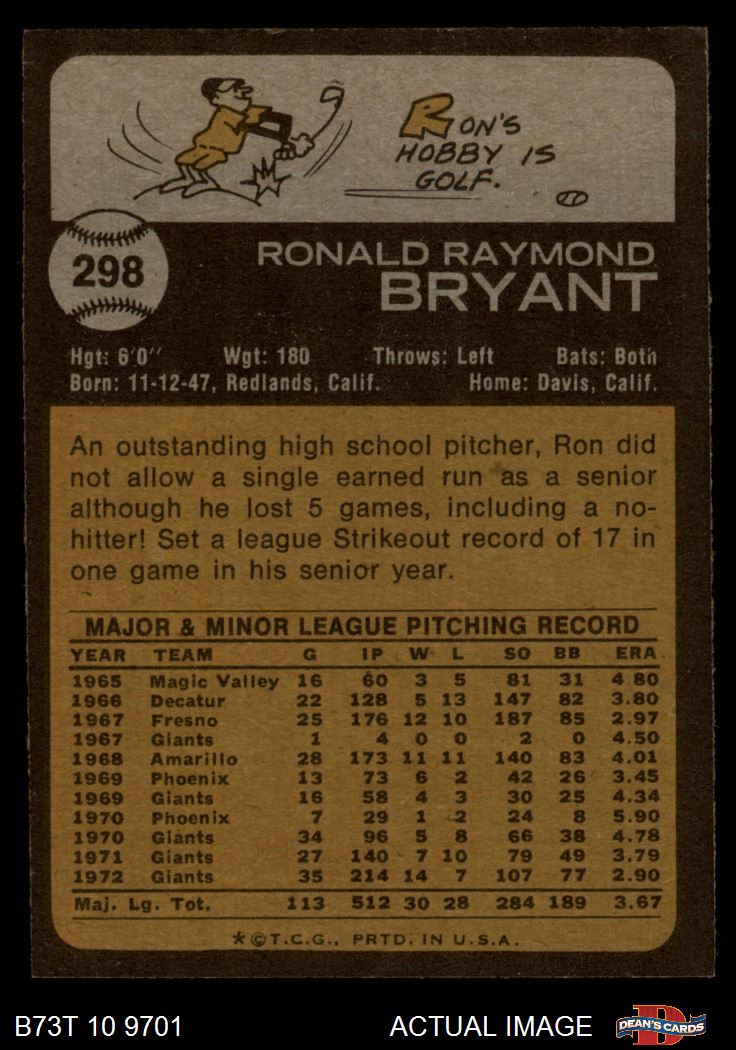 RON'S
HOBBY IS
GOLF.
298
RONALD RAYMOND
BRYANT
Hgt: 6'0'' Wgt: 180 Throws: Left Bats: Both
Born: 11-12-47, Redlands, Calif. Home: Davis, Calif.
An outstanding high school pitcher, Ron did
not allow a single earned run as a senior
although he lost 5 games, including a no-
hitter! Set a league Strikeout record of 17 in
one game in his senior year.
MAJOR & MINOR LEAGUE PITCHING RECORD
YEAR TEAM G IP W L SO BB ERA
1965 Magic Valley 16 60 3 5 81 31 4 80
1966 Decatur 22 128 5 13 147 82 3.80
1967 Fresno 25 176 12 10 187 85 2.97
1967 Giants 1 4 0 0 2 0 4.50
1968 Amarillo 28 173 11 11 140 83 4.01
1969 Phoenix 13 73 6 2 42 26 3.45
1969 Giants 16 58 4 3 30 25 4.34
1970 Phoenix 7 29 1 2 24 8 5.90
1970 Giants 34 96 5 8 66 38 4.78
1971 Giants 27 140 7 10 79 49 3.79
1972 Giants 35 214 14 7 107 77 2.90
Maj. Lg. Tot. 113 512 30 28 284 189 3.67
*©T.C.G., PRTD. IN U.S.A.
B73T 10 9701 ACTUAL IMAGE D DEAN'S CARDS